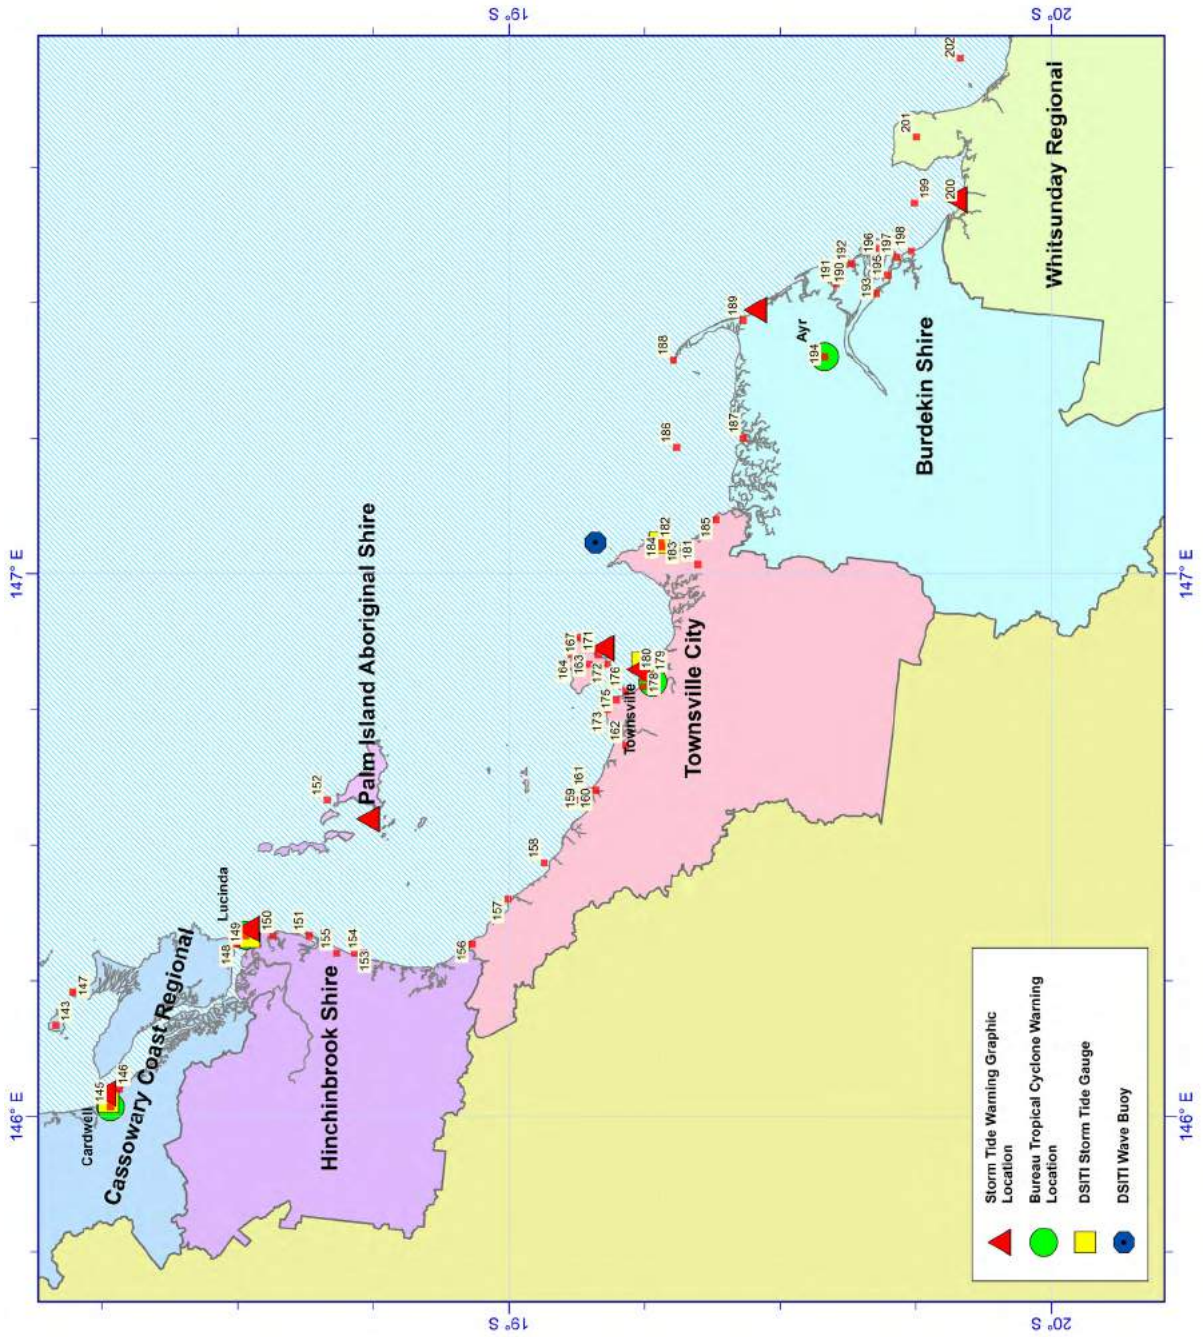 146° E
147° E
19° S
20° S
19° S
20° S
146° E
147° E
Cardwell
145
146
143
147
Cassowary Coast Regional
Lucinda
148
149
150
151
155
154
153
156
Hinchinbrook Shire
152
Palm Island Aboriginal Shire
157
158
159
161
160
164
167
163
171
172
173
175
176
162
Townsville
180
179
178
Townsville City
184
182
183
181
185
186
187
188
189
Ayr
194
191
190
192
193
195
196
197
198
199
200
201
202
Burdekin Shire
Whitsunday Regional
Storm Tide Warning Graphic
Location
Bureau Tropical Cyclone Warning
Location
DSITI Storm Tide Gauge
DSITI Wave Buoy